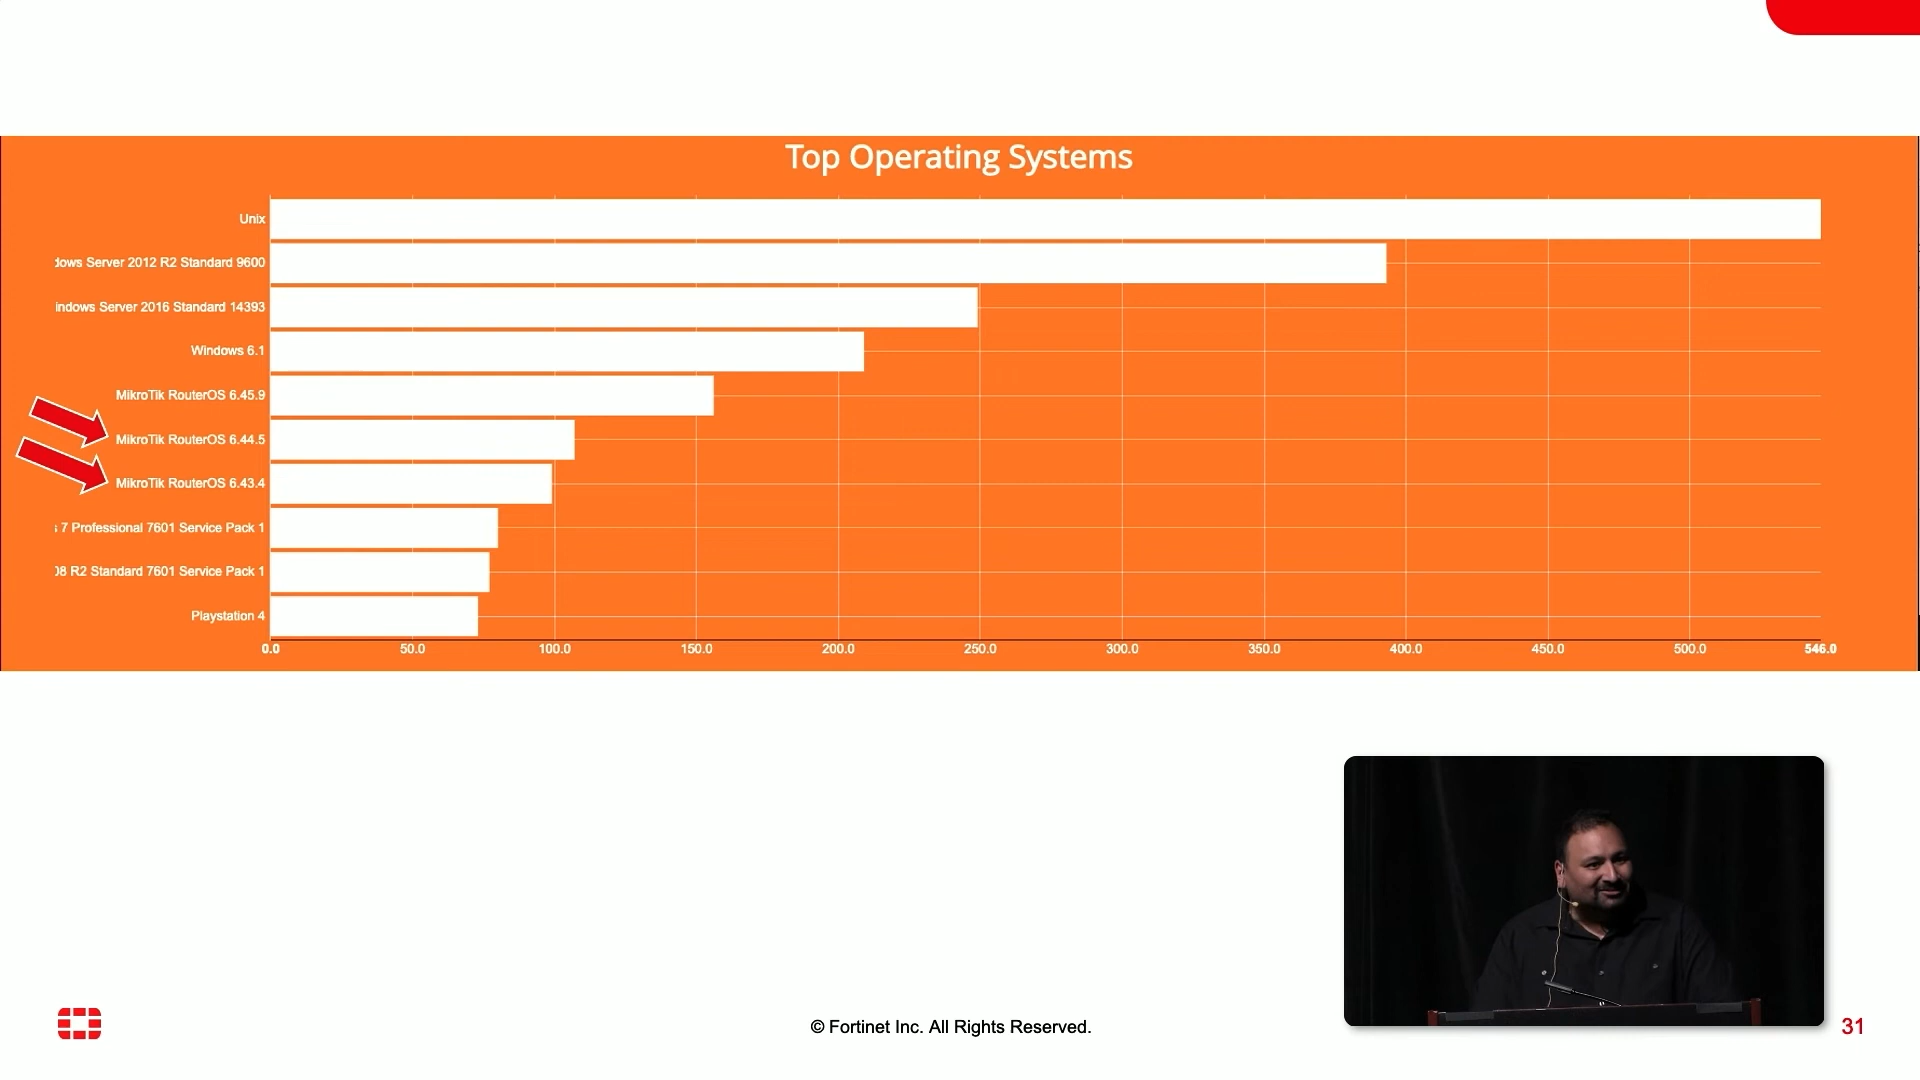 Top Operating Systems
Unix
dows Server 2012 R2 Standard 9600
indows Server 2016 Standard 14393
Windows 6.1
MikroTik RouterOS 6.45.9
MikroTik RouterOS 6.44.5
MikroTik RouterOS 6.43.4
7 Professional 7601 Service Pack 1
08 R2 Standard 7601 Service Pack 1
Playstation 4
0.0 50.0 100.0 150.0 200.0 250.0 300.0 350.0 400.0 450.0 500.0 546.0
© Fortinet Inc. All Rights Reserved.
31